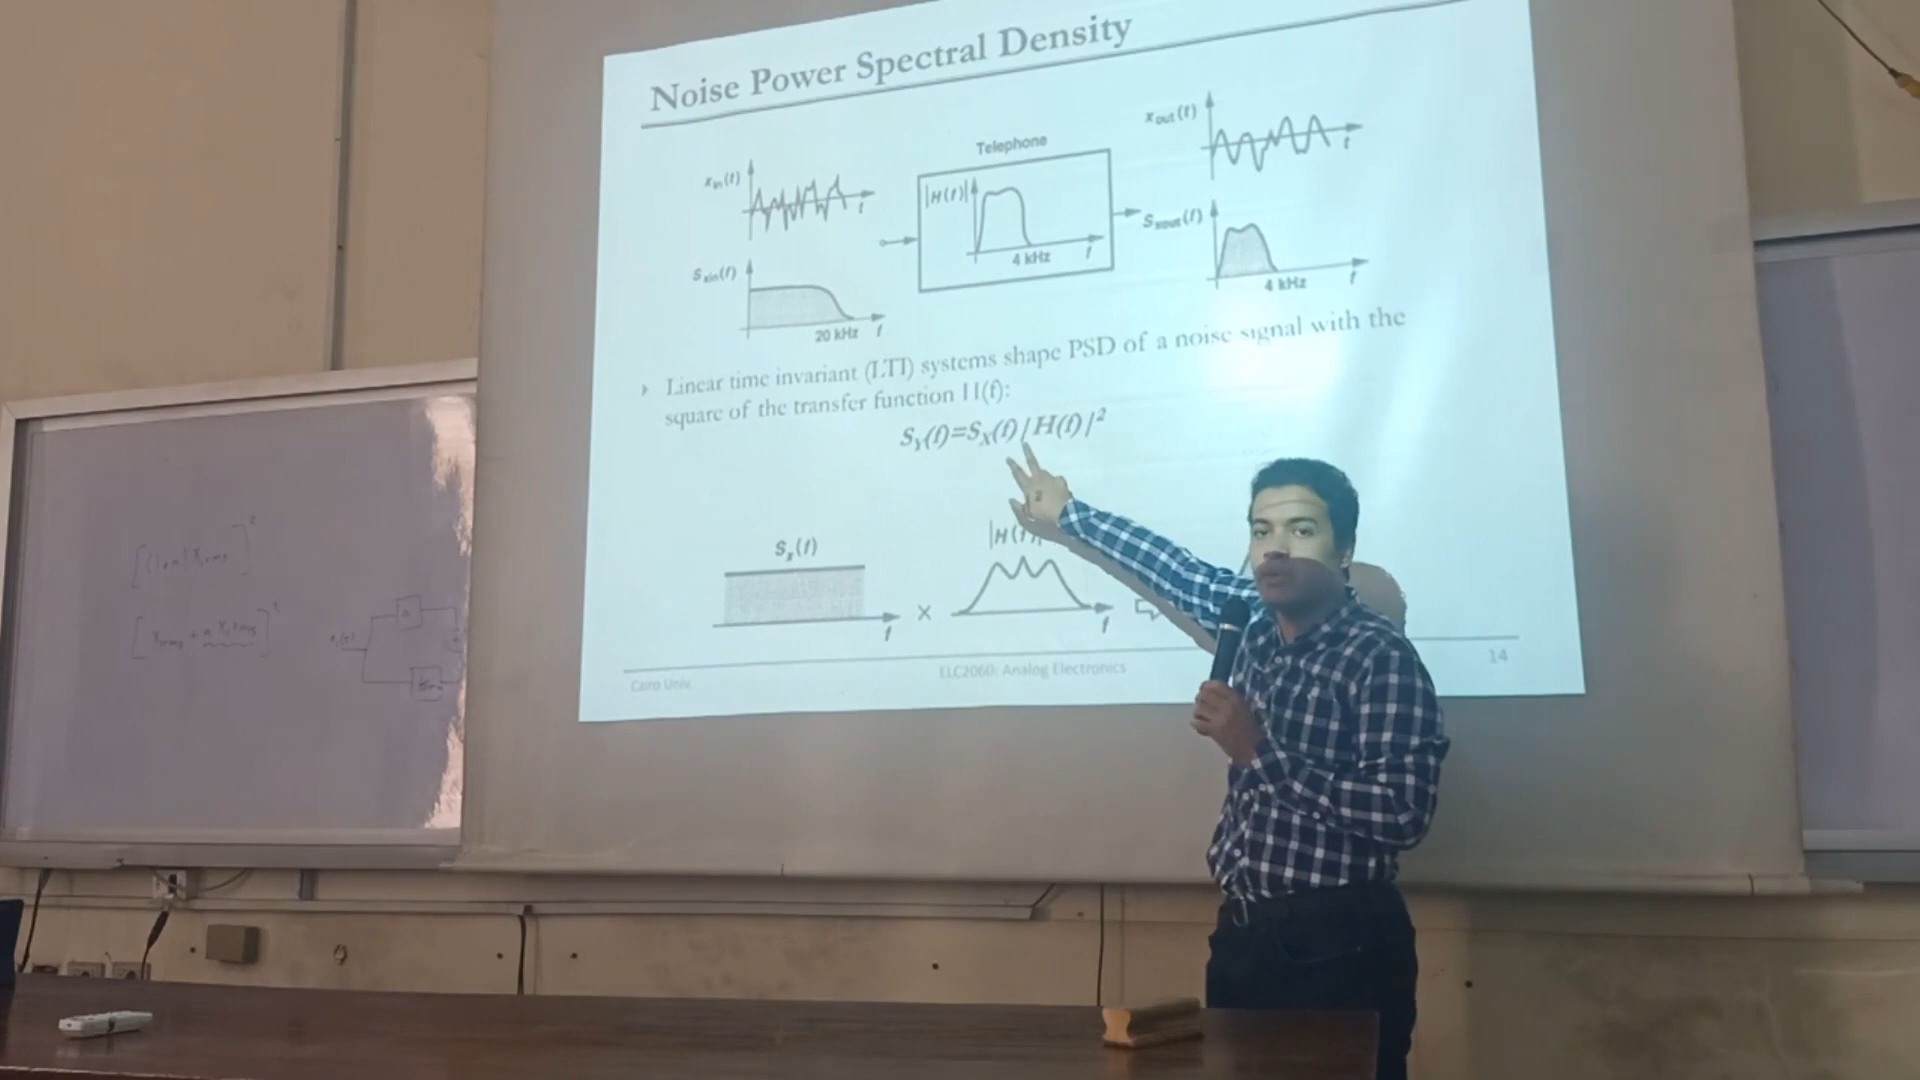 Noise Power Spectral Density
x_in(t)
t
S_xin(f)
20 kHz
f
Telephone
|H(f)|
4 kHz
f
x_out(t)
t
S_xout(f)
4 kHz
f
Linear time invariant (LTI) systems shape PSD of a noise signal with the
square of the transfer function H(f):
S_Y(f)=S_X(f)|H(f)|²
S_x(f)
f
×
|H(f)|
f
Cairo Univ.
ELC2060: Analog Electronics
14